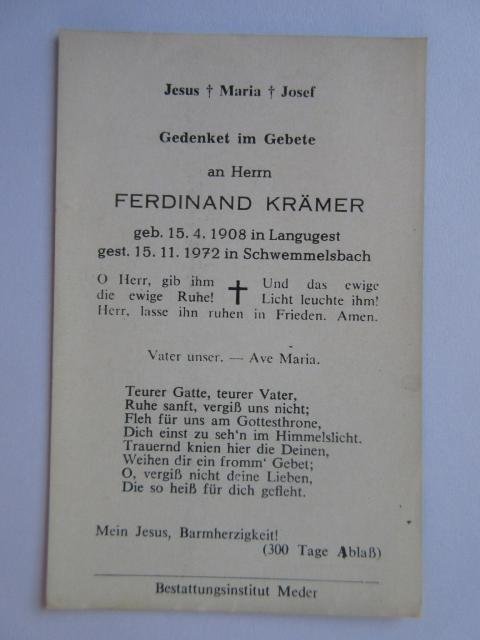 Jesus † Maria † Josef
Gedenket im Gebete
an Herrn
FERDINAND KRÄMER
geb. 15. 4. 1908 in Langugest
gest. 15. 11. 1972 in Schwemmelsbach
O Herr, gib ihm † Und das ewige
die ewige Ruhe! Licht leuchte ihm!
Herr, lasse ihn ruhen in Frieden. Amen.
Vater unser. — Ave Maria.
Teurer Gatte, teurer Vater,
Ruhe sanft, vergiß uns nicht;
Fleh für uns am Gottesthrone,
Dich einst zu seh'n im Himmelslicht.
Trauernd knien hier die Deinen,
Weihen dir ein fromm' Gebet;
O, vergiß nicht deine Lieben,
Die so heiß für dich gefleht.
Mein Jesus, Barmherzigkeit!
(300 Tage Ablaß)
Bestattungsinstitut Meder